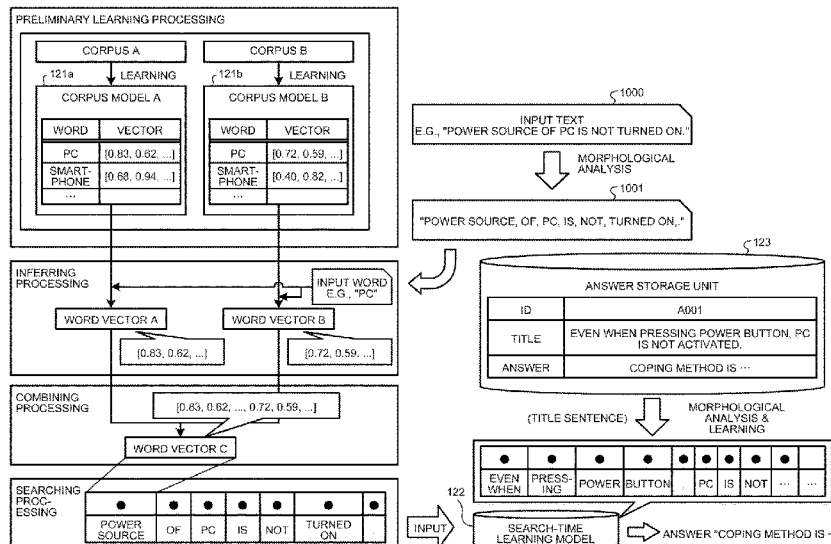 PRELIMINARY LEARNING PROCESSING
CORPUS A
CORPUS B
121a
LEARNING
121b
LEARNING
CORPUS MODEL A
CORPUS MODEL B
WORD VECTOR
PC [0.83, 0.62, ...]
SMART-
PHONE [0.68, 0.94, ...]
...
WORD VECTOR
PC [0.72, 0.59, ...]
SMART-
PHONE [0.40, 0.82, ...]
...
1000
INPUT TEXT
E.G., "POWER SOURCE OF PC IS NOT TURNED ON."
MORPHOLOGICAL
ANALYSIS
1001
"POWER SOURCE, OF, PC, IS, NOT, TURNED ON,."
INFERRING
PROCESSING
INPUT WORD
E.G., "PC"
WORD VECTOR A
WORD VECTOR B
[0.83, 0.62, ...]
[0.72, 0.59. ...]
123
ANSWER STORAGE UNIT
ID A001
TITLE EVEN WHEN PRESSING POWER BUTTON, PC
IS NOT ACTIVATED.
ANSWER COPING METHOD IS ...
COMBINING
PROCESSING
[0.83, 0.62, ..., 0.72, 0.59, ...]
WORD VECTOR C
(TITLE SENTENCE)
MORPHOLOGICAL
ANALYSIS &
LEARNING
EVEN
WHEN PRESS-
ING POWER BUTTON , PC IS NOT ... ...
SEARCHING
PROC-
ESSING
POWER
SOURCE OF PC IS NOT TURNED
ON .
INPUT
122
SEARCH-TIME
LEARNING MODEL
ANSWER "COPING METHOD IS -